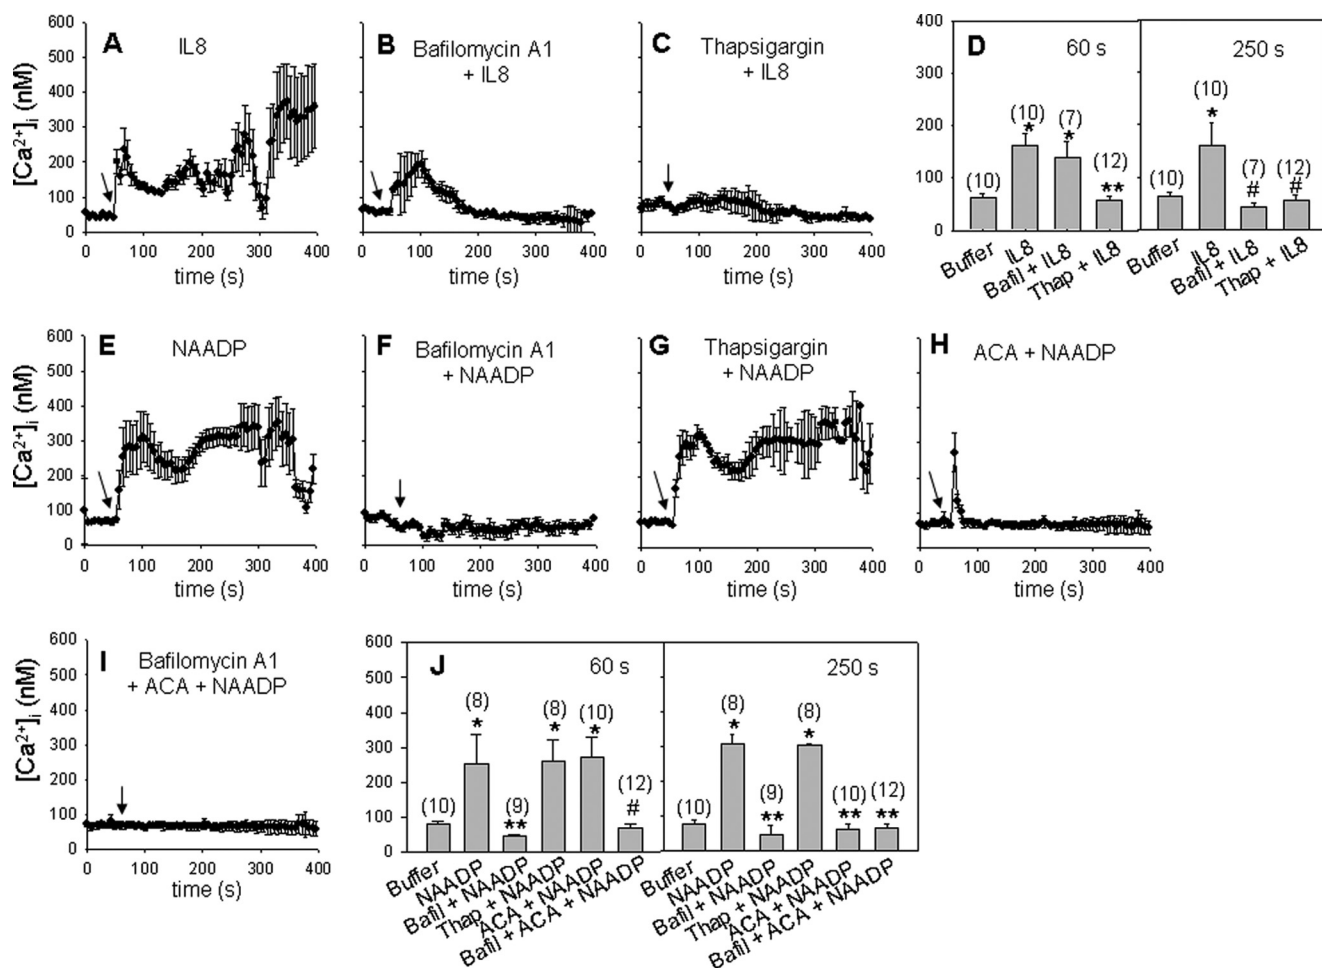 A IL8
B Bafilomycin A1
+ IL8
C Thapsigargin
+ IL8
D 60 s 250 s
[Ca²⁺]ᵢ (nM)
600
500
400
300
200
100
0
0 100 200 300 400
time (s)
0 100 200 300 400
time (s)
0 100 200 300 400
time (s)
400
300
200
100
0
(10) (10) * (7) * (12) **
(10) (10) * (7) # (12) #
Buffer IL8 Bafil + IL8 Thap + IL8
Buffer IL8 Bafil + IL8 Thap + IL8
E NAADP
F Bafilomycin A1
+ NAADP
G Thapsigargin
+ NAADP
H ACA + NAADP
[Ca²⁺]ᵢ (nM)
600
500
400
300
200
100
0
0 100 200 300 400
time (s)
0 100 200 300 400
time (s)
0 100 200 300 400
time (s)
0 100 200 300 400
time (s)
I Bafilomycin A1
+ ACA + NAADP
[Ca²⁺]ᵢ (nM)
600
500
400
300
200
100
0
0 100 200 300 400
time (s)
J 60 s 250 s
600
500
400
300
200
100
0
(10) (8) * (9) ** (8) * (10) * (12) #
(10) (8) * (9) ** (8) * (10) ** (12) **
Buffer NAADP Bafil + NAADP Thap + NAADP ACA + NAADP Bafil + ACA + NAADP
Buffer NAADP Bafil + NAADP Thap + NAADP ACA + NAADP Bafil + ACA + NAADP